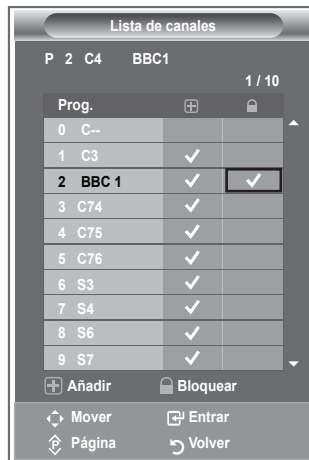 Lista de canales
P 2 C4 BBC1
1 / 10
Prog.
0 C--
1 C3
2 BBC 1
3 C74
4 C75
5 C76
6 S3
7 S4
8 S6
9 S7
Añadir Bloquear
Mover Entrar
P Página Volver